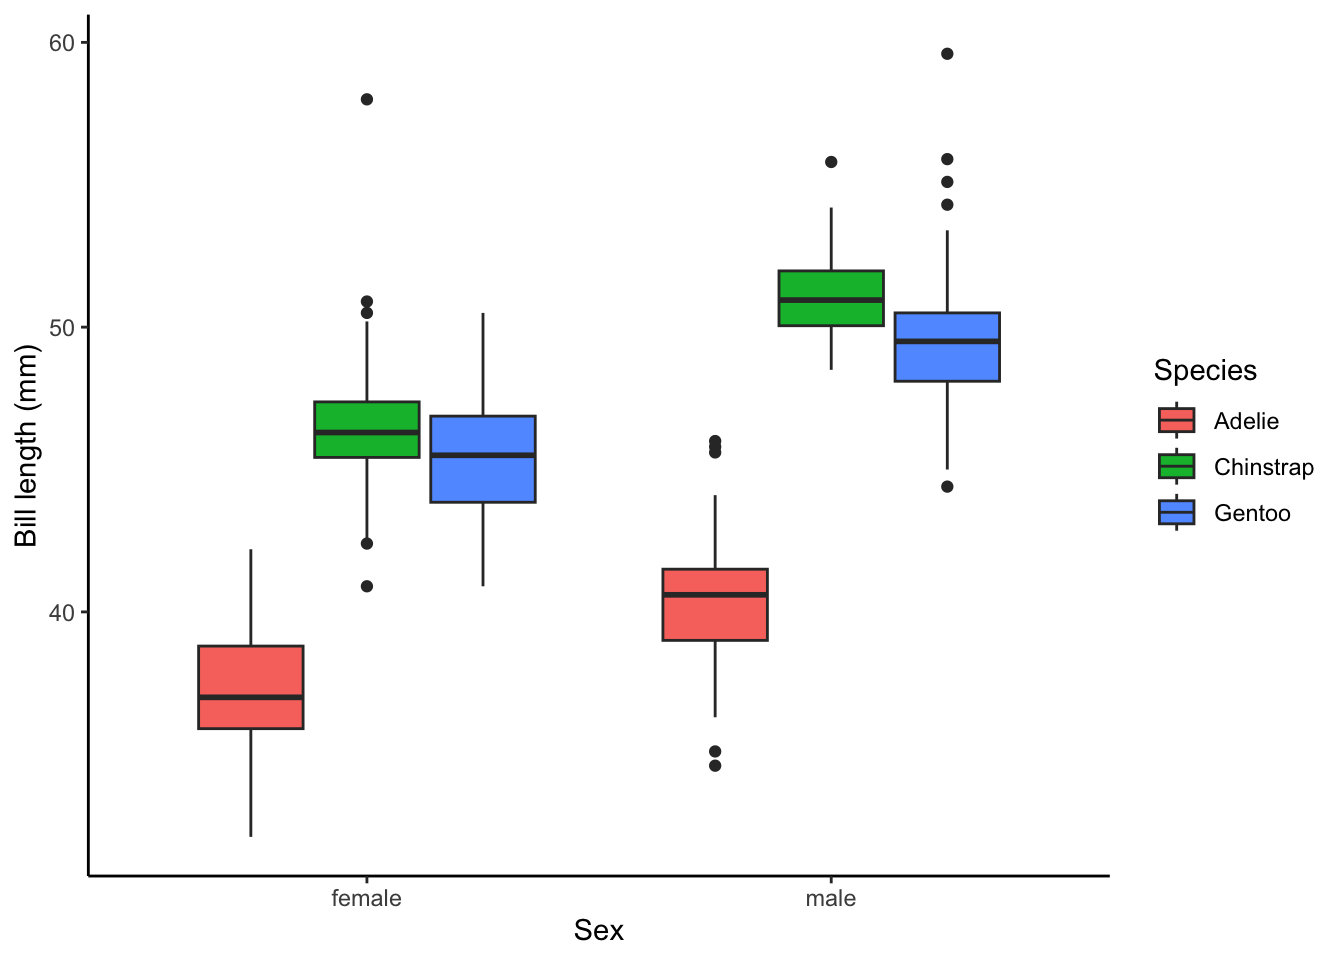 60
50
40
Bill length (mm)
female
male
Sex
Species
Adelie
Chinstrap
Gentoo